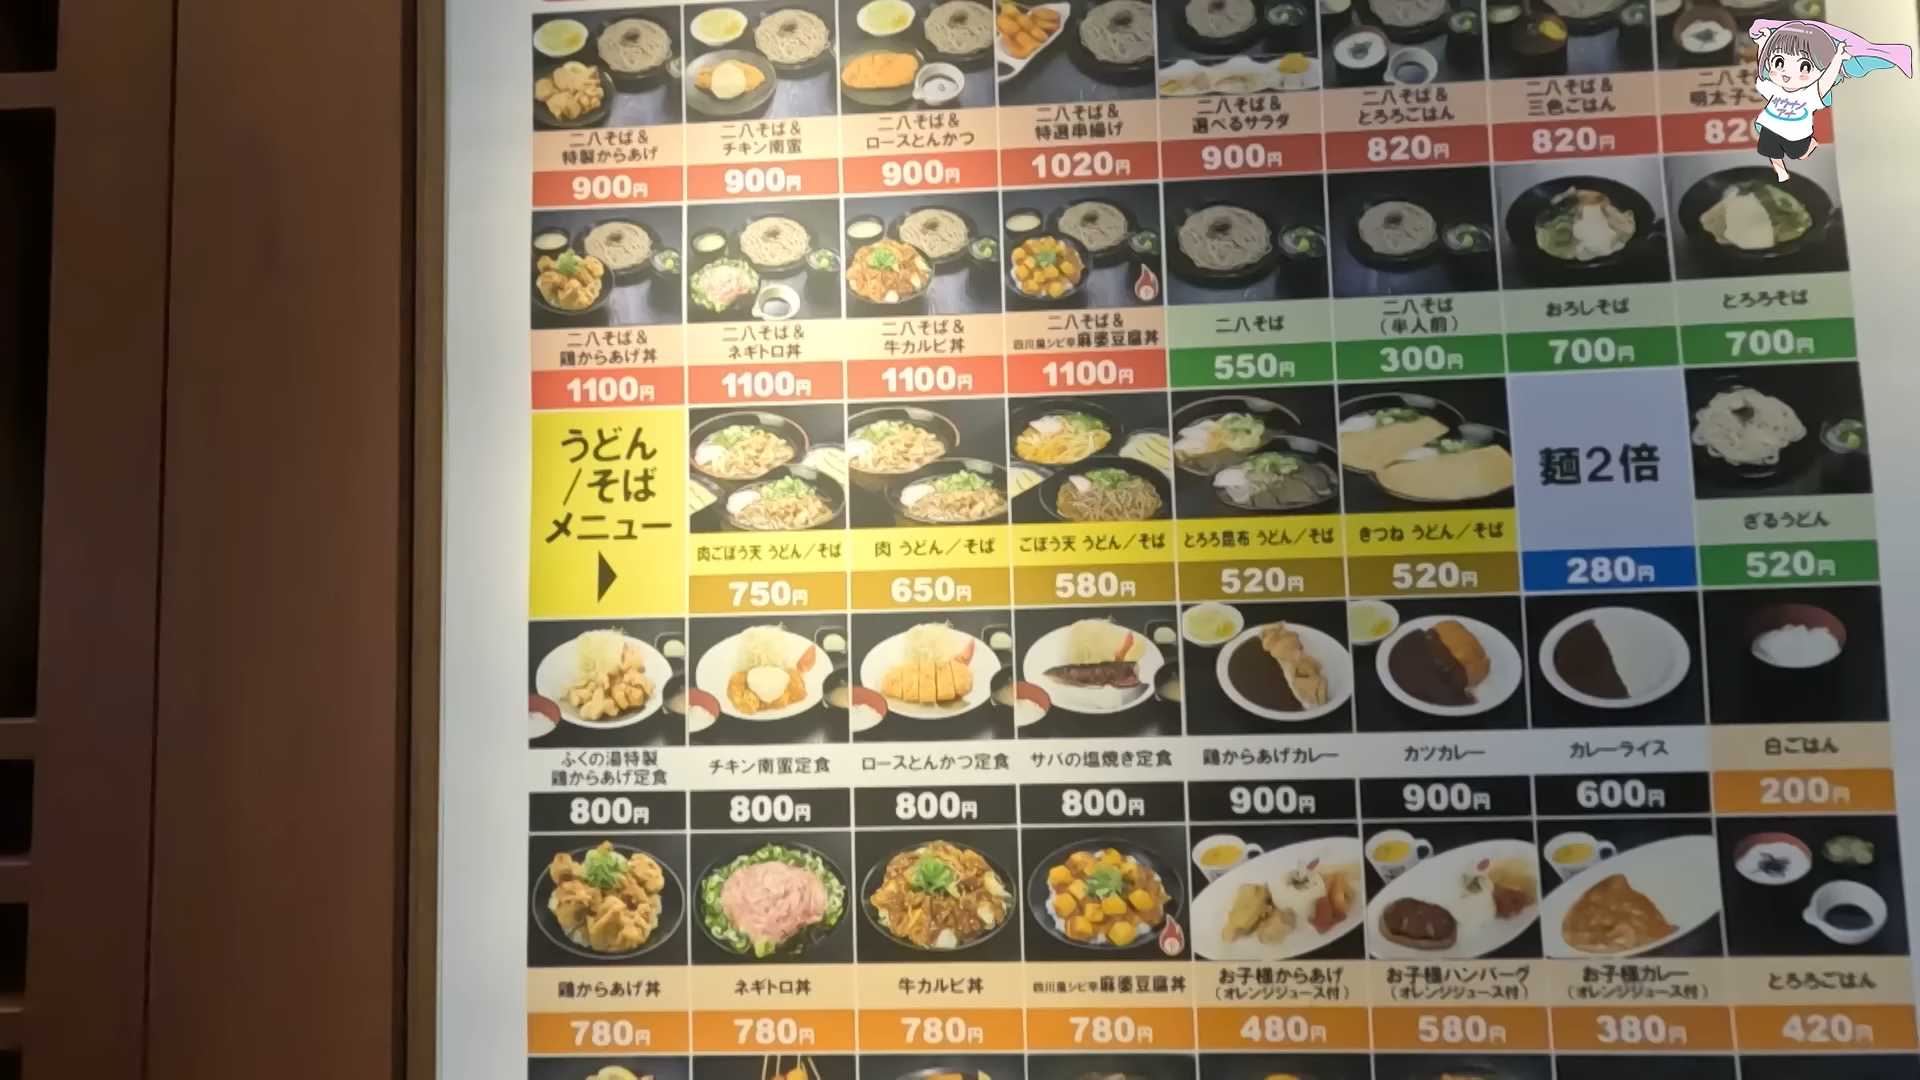 二八そば&
特製からあげ
900円
二八そば&
チキン南蛮
900円
二八そば&
ロースとんかつ
900円
二八そば&
特選串揚げ
1020円
二八そば&
選べるサラダ
900円
二八そば&
とろろごはん
820円
二八そば&
三色ごはん
820円
二八そ
明太子ご
82
二八そば&
鶏からあげ丼
1100円
二八そば&
ネギトロ丼
1100円
二八そば&
牛カルビ丼
1100円
二八そば&
四川風シビ辛麻婆豆腐丼
1100円
二八そば
550円
二八そば
(半人前)
300円
おろしそば
700円
とろろそば
700円
うどん
/そば
メニュー
肉ごぼう天 うどん/そば
750円
肉 うどん/そば
650円
ごぼう天 うどん/そば
580円
とろろ昆布 うどん/そば
520円
きつね うどん/そば
520円
麺2倍
280円
ざるうどん
520円
ふくの湯特製
鶏からあげ定食
800円
チキン南蛮定食
800円
ロースとんかつ定食
800円
サバの塩焼き定食
800円
鶏からあげカレー
900円
カツカレー
900円
カレーライス
600円
白ごはん
200円
鶏からあげ丼
780円
ネギトロ丼
780円
牛カルビ丼
780円
四川風シビ辛麻婆豆腐丼
780円
お子様からあげ
(オレンジジュース付)
480円
お子様ハンバーグ
(オレンジジュース付)
580円
お子様カレー
(オレンジジュース付)
380円
とろろごはん
420円